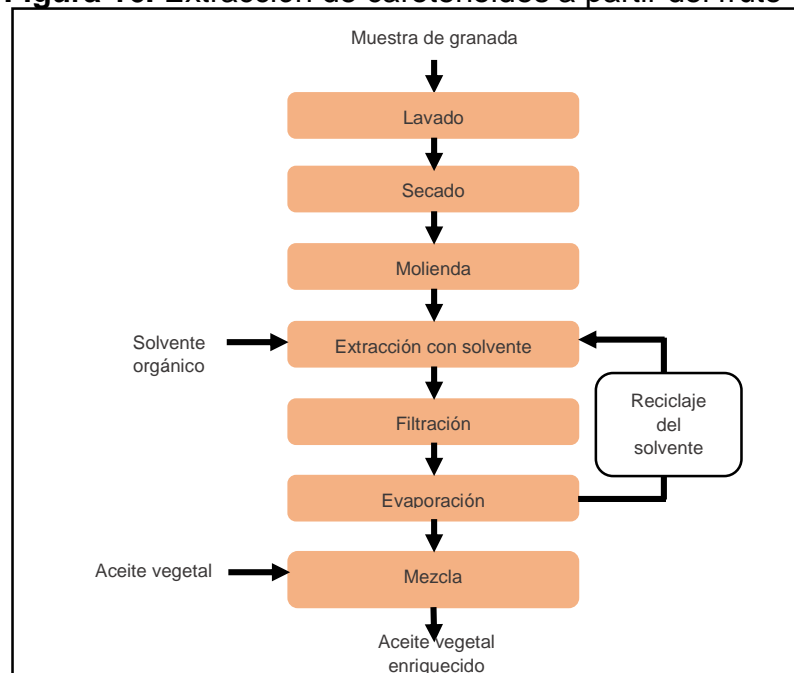 Extracción de carotenoides a partir del fruto
Muestra de granada
Lavado
Secado
Molienda
Solvente
orgánico
Extracción con solvente
Reciclaje
del
solvente
Filtración
Evaporación
Aceite vegetal
Mezcla
Aceite vegetal
enriquecido